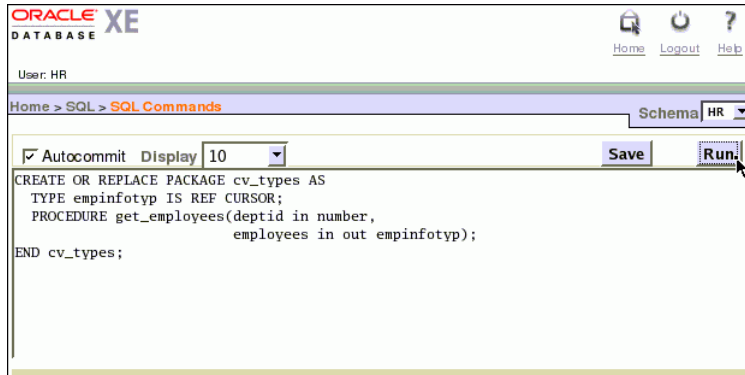 ORACLE XE
DATABASE
Home Logout Help
User: HR
Home > SQL > SQL Commands
Schema HR
Autocommit Display 10 Save Run
CREATE OR REPLACE PACKAGE cv_types AS
  TYPE empinfotyp IS REF CURSOR;
  PROCEDURE get_employees(deptid in number,
                          employees in out empinfotyp);
END cv_types;